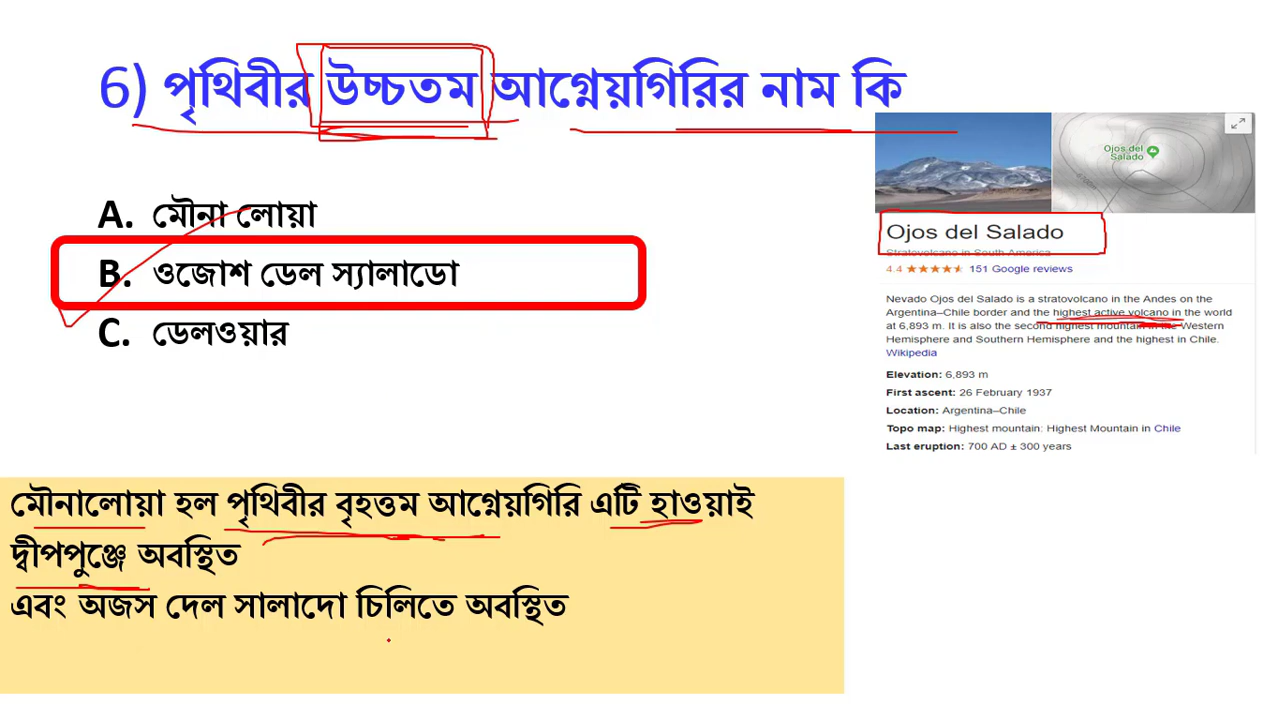 6) পৃথিবীর উচ্চতম আগ্নেয়গিরির নাম কি
A. মৌনা লোয়া
B. ওজোশ ডেল স্যালাডো
C. ডেলওয়ার
Ojos del Salado
Ojos del Salado
Stratovolcano in South America
4.4 ★★★★★ 151 Google reviews
Nevado Ojos del Salado is a stratovolcano in the Andes on the
Argentina–Chile border and the highest active volcano in the world
at 6,893 m. It is also the second highest mountain in the Western
Hemisphere and Southern Hemisphere and the highest in Chile.
Wikipedia
Elevation: 6,893 m
First ascent: 26 February 1937
Location: Argentina–Chile
Topo map: Highest mountain: Highest Mountain in Chile
Last eruption: 700 AD ± 300 years
মৌনালোয়া হল পৃথিবীর বৃহত্তম আগ্নেয়গিরি এটি হাওয়াই
দ্বীপপুঞ্জে অবস্থিত
এবং অজস দেল সালাদো চিলিতে অবস্থিত